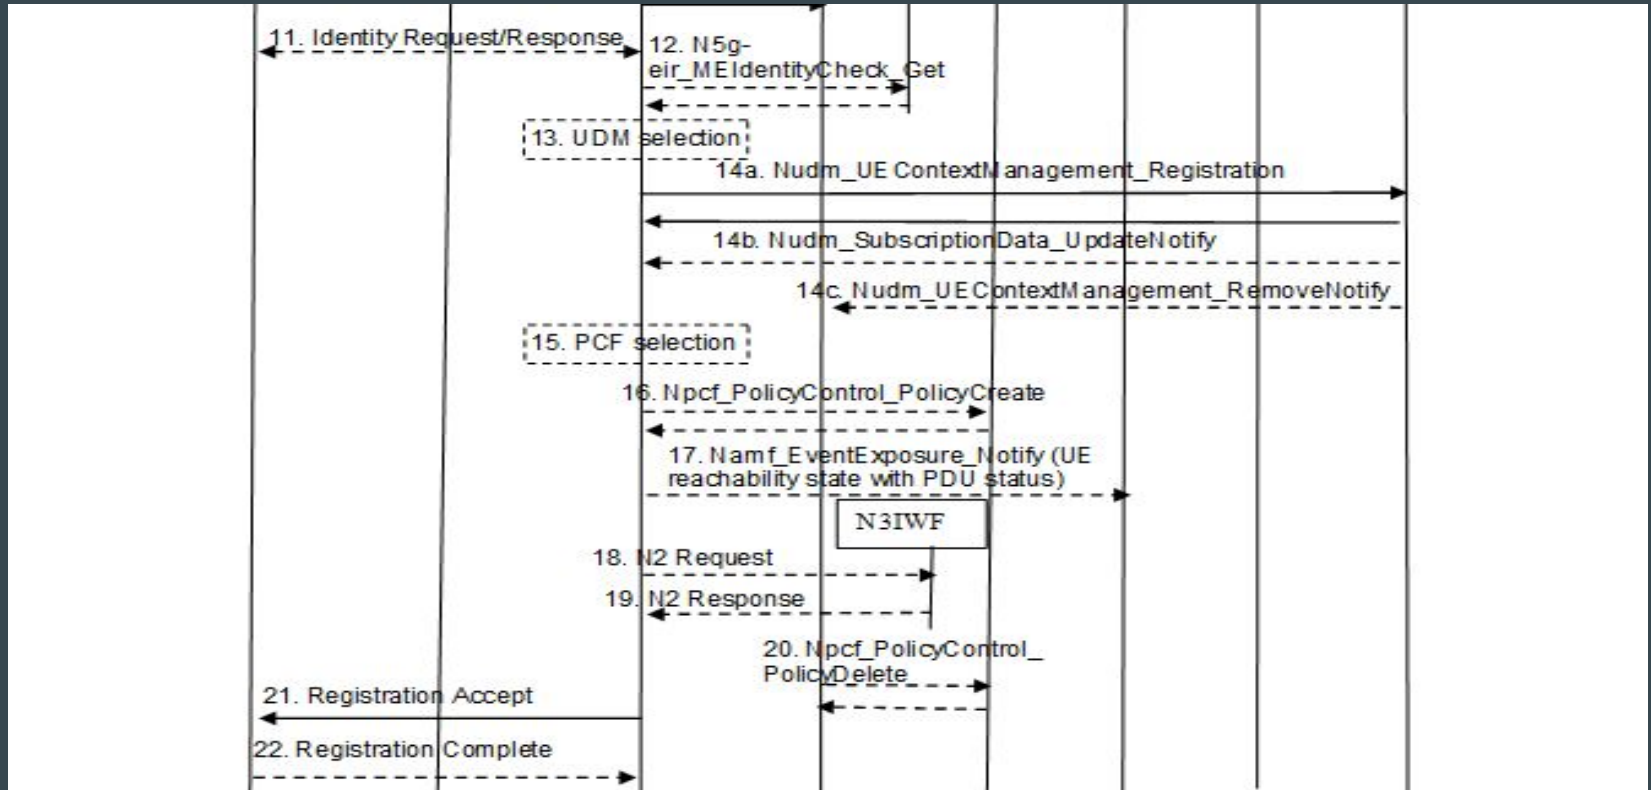 11. Identity Request/Response
12. N5g-
eir_MEIdentityCheck_Get
13. UDM selection
14a. Nudm_UE ContextManagement_Registration
14b. Nudm_SubscriptionData_UpdateNotify
14c. Nudm_UEContextManagement_RemoveNotify
15. PCF selection
16. Npcf_PolicyControl_PolicyCreate
17. Namf_EventExposure_Notify (UE
reachability state with PDU status)
N3IWF
18. N2 Request
19. N2 Response
20. Npcf_PolicyControl_
PolicyDelete
21. Registration Accept
22. Registration Complete